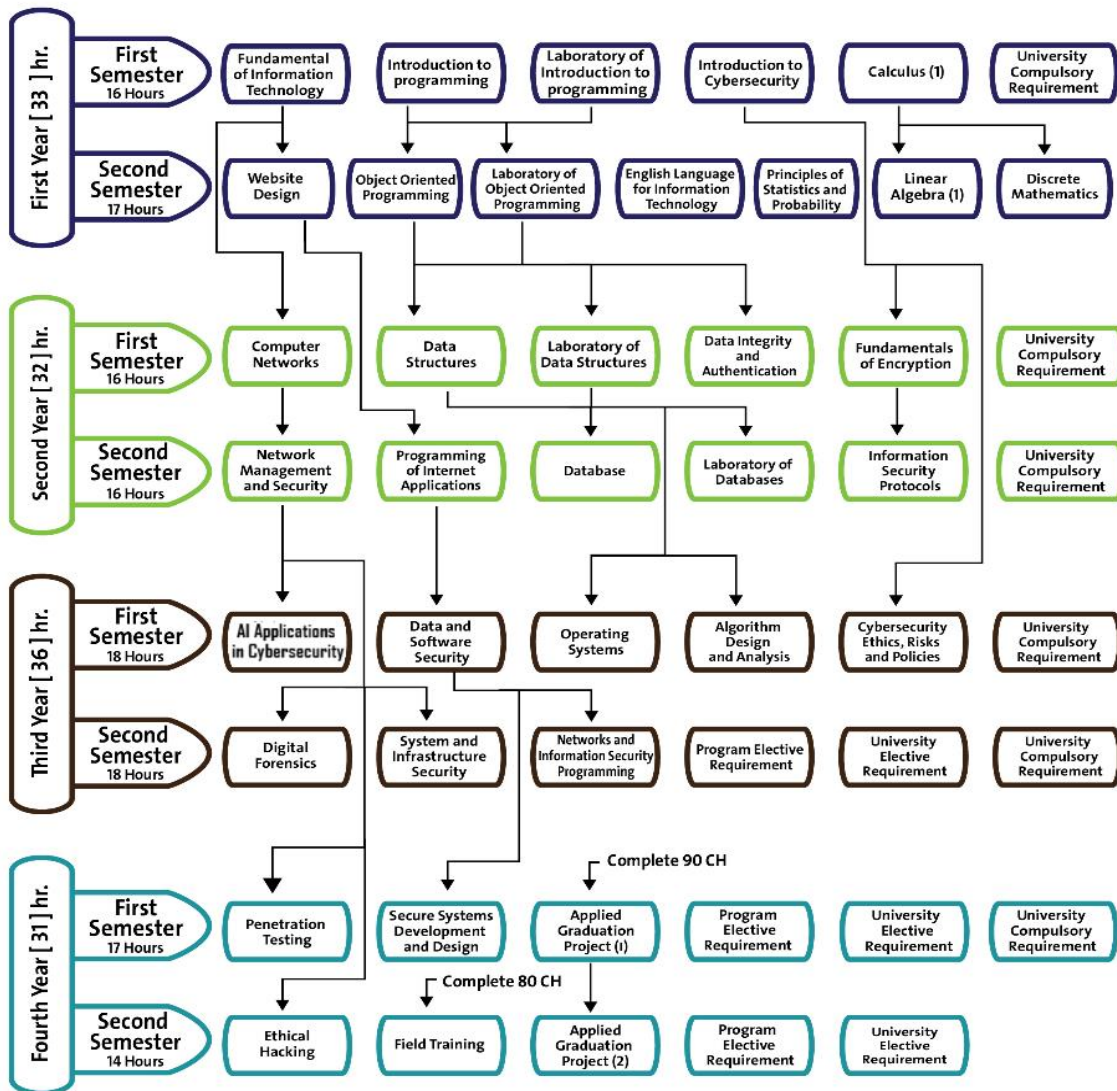 First Year [ 33 ] hr.
First
Semester
16 Hours
Fundamental
of Information
Technology
Introduction to
programming
Laboratory of
Introduction to
programming
Introduction to
Cybersecurity
Calculus (1)
University
Compulsory
Requirement
Second
Semester
17 Hours
Website
Design
Object Oriented
Programming
Laboratory
of Object Oriented
Programming
English Language
for Information
Technology
Principles of
Statistics and
Probability
Linear
Algebra (1)
Discrete
Mathematics
Second Year [ 32 ] hr.
First
Semester
16 Hours
Computer
Networks
Data
Structures
Laboratory
of Data Structures
Data Integrity
and
Authentication
Fundamentals
of Encryption
University
Compulsory
Requirement
Second
Semester
16 Hours
Network
Management
and Security
Programming
of Internet
Applications
Database
Laboratory of
Databases
Information
Security
Protocols
University
Compulsory
Requirement
Third Year [ 36 ] hr.
First
Semester
18 Hours
AI Applications
in Cybersecurity
Data and
Software
Security
Operating
Systems
Algorithm
Design
and Analysis
Cybersecurity
Ethics, Risks
and Policies
University
Compulsory
Requirement
Second
Semester
18 Hours
Digital
Forensics
System and
Infrastructure
Security
Networks and
Information Security
Programming
Program Elective
Requirement
University
Elective
Requirement
University
Compulsory
Requirement
Fourth Year [ 31 ] hr.
Complete 90 CH
First
Semester
17 Hours
Penetration
Testing
Secure Systems
Development
and Design
Applied
Graduation
Project (1)
Program
Elective
Requirement
University
Elective
Requirement
University
Compulsory
Requirement
Complete 80 CH
Second
Semester
14 Hours
Ethical
Hacking
Field Training
Applied
Graduation
Project (2)
Program
Elective
Requirement
University
Elective
Requirement